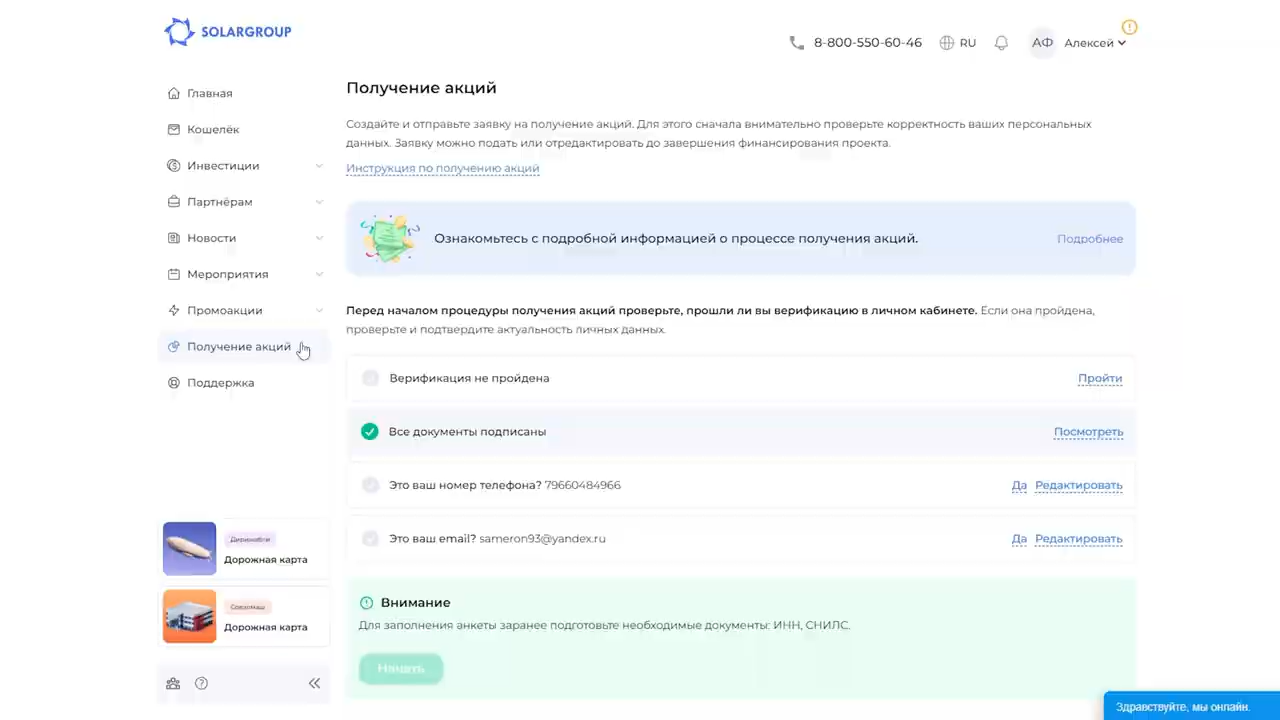 SOLARGROUP
8-800-550-60-46
RU
АФ
Алексей
Главная
Кошелёк
Инвестиции
Партнёрам
Новости
Мероприятия
Промоакции
Получение акций
Поддержка
Дирижабли
Дорожная карта
Совэлмаш
Дорожная карта
Получение акций
Создайте и отправьте заявку на получение акций. Для этого сначала внимательно проверьте корректность ваших персональных
данных. Заявку можно подать или отредактировать до завершения финансирования проекта.
Инструкция по получению акций
Ознакомьтесь с подробной информацией о процессе получения акций.
Подробнее
Перед началом процедуры получения акций проверьте, прошли ли вы верификацию в личном кабинете. Если она пройдена,
проверьте и подтвердите актуальность личных данных.
Верификация не пройдена
Пройти
Все документы подписаны
Посмотреть
Это ваш номер телефона? 79660484966
Да Редактировать
Это ваш email? sameron93@yandex.ru
Да Редактировать
Внимание
Для заполнения анкеты заранее подготовьте необходимые документы: ИНН, СНИЛС.
Начать
Здравствуйте, мы онлайн.